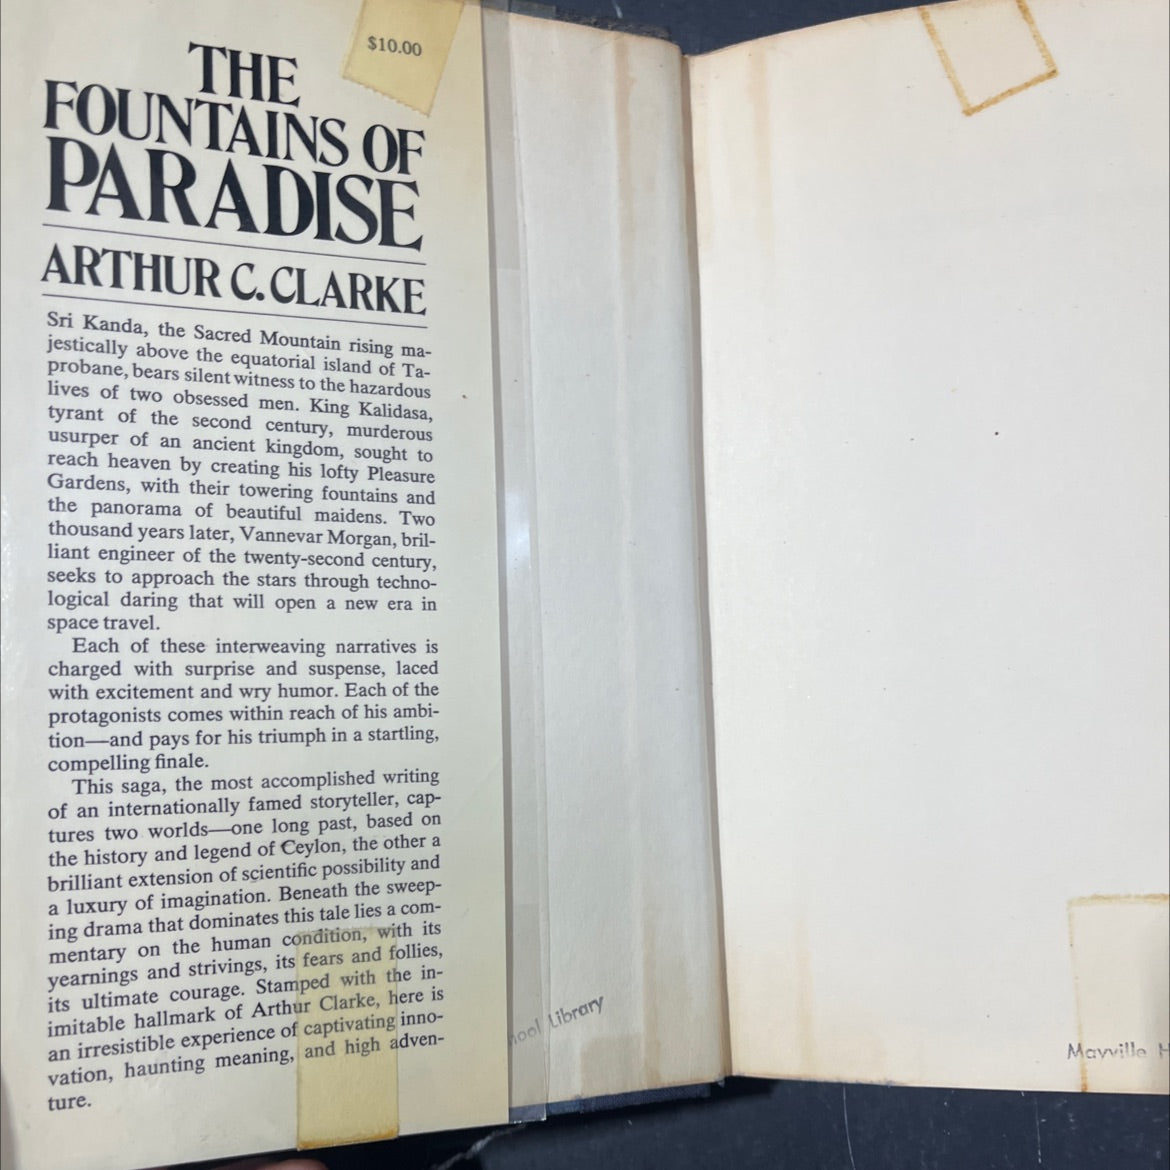 $10.00
THE
FOUNTAINS OF
PARADISE
ARTHUR C. CLARKE
Sri Kanda, the Sacred Mountain rising ma-
jestically above the equatorial island of Ta-
probane, bears silent witness to the hazardous
lives of two obsessed men. King Kalidasa,
tyrant of the second century, murderous
usurper of an ancient kingdom, sought to
reach heaven by creating his lofty Pleasure
Gardens, with their towering fountains and
the panorama of beautiful maidens. Two
thousand years later, Vannevar Morgan, bril-
liant engineer of the twenty-second century,
seeks to approach the stars through techno-
logical daring that will open a new era in
space travel.
Each of these interweaving narratives is
charged with surprise and suspense, laced
with excitement and wry humor. Each of the
protagonists comes within reach of his ambi-
tion—and pays for his triumph in a startling,
compelling finale.
This saga, the most accomplished writing
of an internationally famed storyteller, cap-
tures two worlds—one long past, based on
the history and legend of Ceylon, the other a
brilliant extension of scientific possibility and
a luxury of imagination. Beneath the sweep-
ing drama that dominates this tale lies a com-
mentary on the human condition, with its
yearnings and strivings, its fears and follies,
its ultimate courage. Stamped with the in-
imitable hallmark of Arthur Clarke, here is
an irresistible experience of captivating inno-
vation, haunting meaning, and high adven-
ture.
hool Library
Mayville H